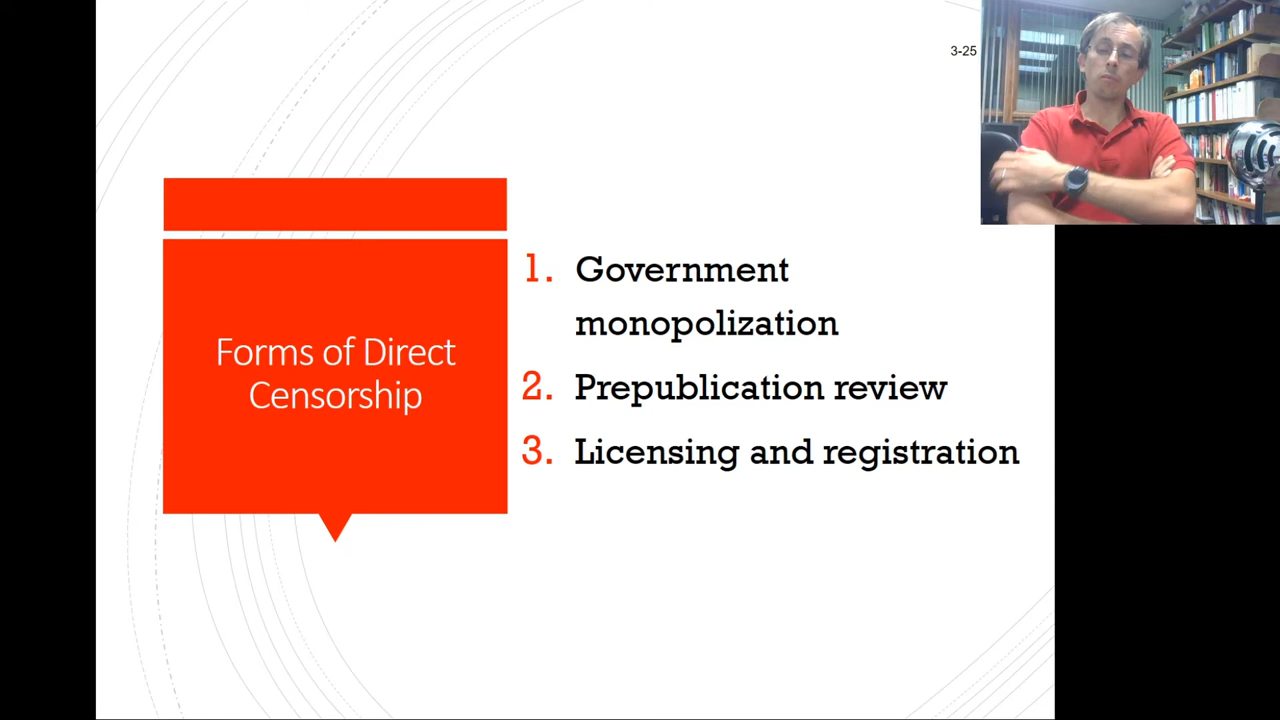 3-25
Forms of Direct
Censorship
1. Government
monopolization
2. Prepublication review
3. Licensing and registration